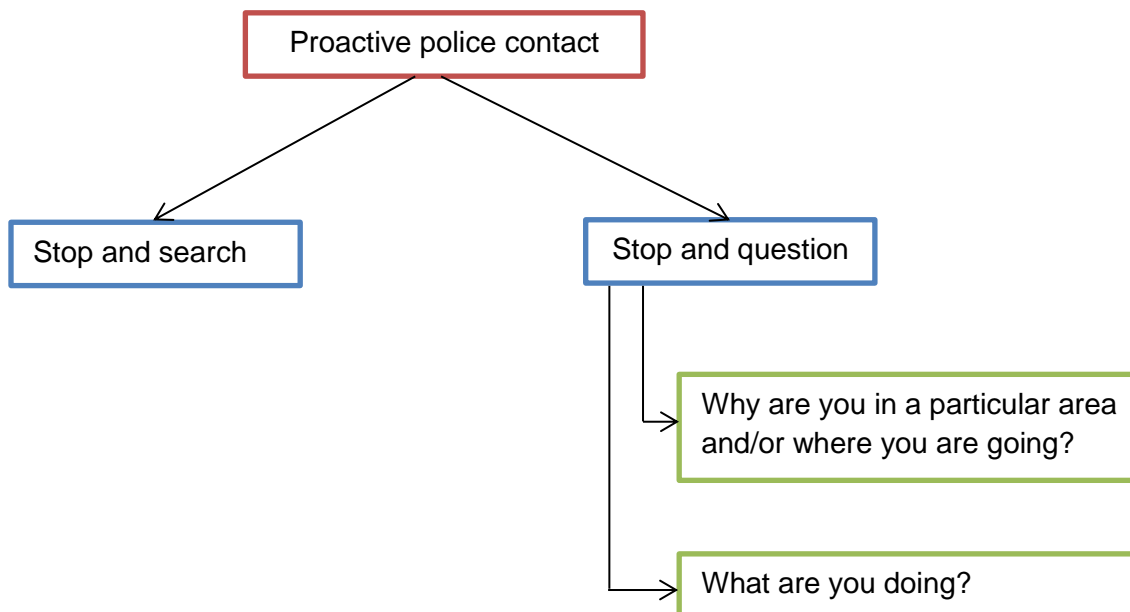 Proactive police contact
Stop and search
Stop and question
Why are you in a particular area
and/or where you are going?
What are you doing?